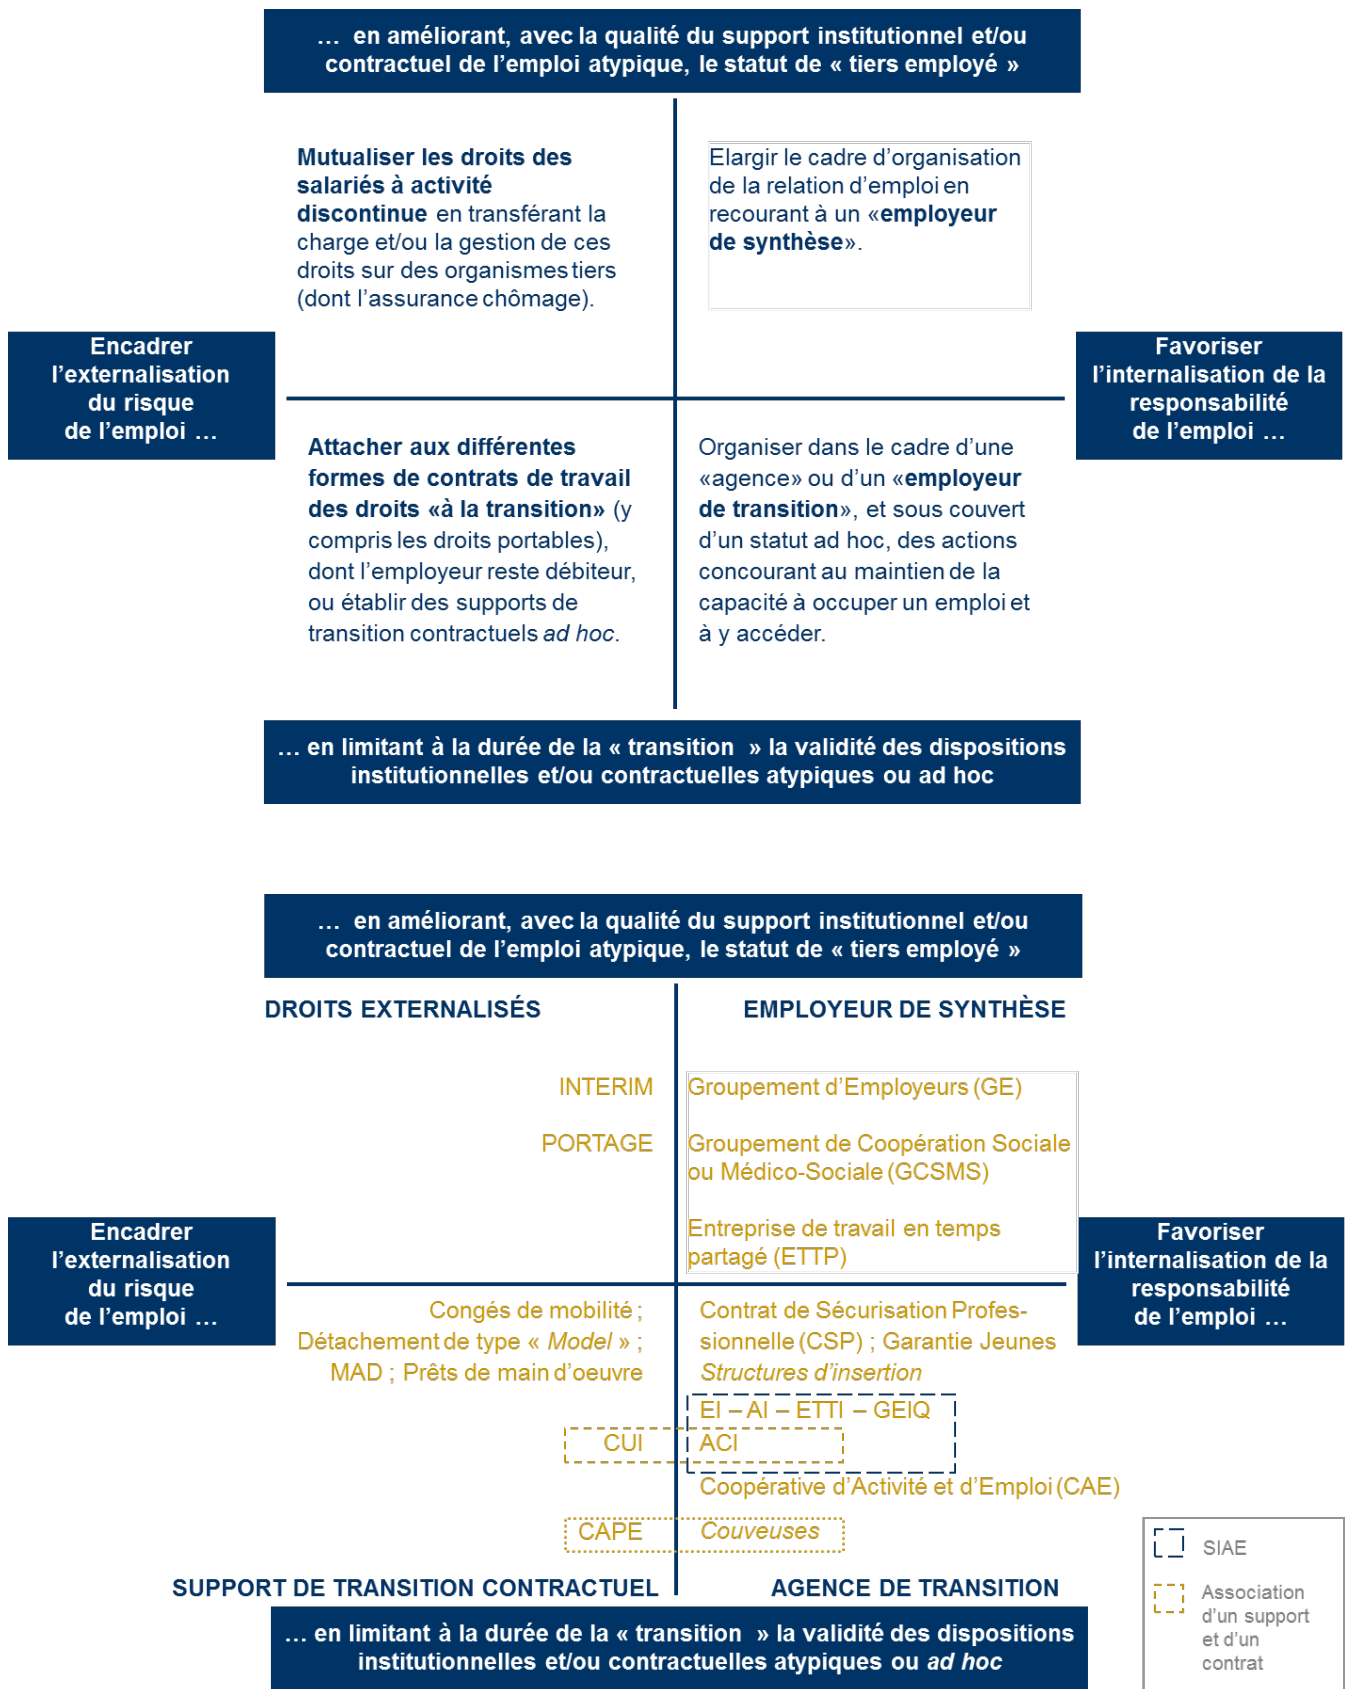 … en améliorant, avec la qualité du support institutionnel et/ou
contractuel de l’emploi atypique, le statut de « tiers employé »
Mutualiser les droits des
salariés à activité
discontinue en transférant la
charge et/ou la gestion de ces
droits sur des organismes tiers
(dont l’assurance chômage).
Elargir le cadre d’organisation
de la relation d’emploi en
recourant à un «employeur
de synthèse».
Encadrer
l’externalisation
du risque
de l’emploi …
Favoriser
l’internalisation de la
responsabilité
de l’emploi …
Attacher aux différentes
formes de contrats de travail
des droits «à la transition» (y
compris les droits portables),
dont l’employeur reste débiteur,
ou établir des supports de
transition contractuels ad hoc.
Organiser dans le cadre d’une
«agence» ou d’un «employeur
de transition», et sous couvert
d’un statut ad hoc, des actions
concourant au maintien de la
capacité à occuper un emploi et
à y accéder.
… en limitant à la durée de la « transition » la validité des dispositions
institutionnelles et/ou contractuelles atypiques ou ad hoc
… en améliorant, avec la qualité du support institutionnel et/ou
contractuel de l’emploi atypique, le statut de « tiers employé »
DROITS EXTERNALISÉS
EMPLOYEUR DE SYNTHÈSE
INTERIM
PORTAGE
Groupement d’Employeurs (GE)
Groupement de Coopération Sociale
ou Médico-Sociale (GCSMS)
Entreprise de travail en temps
partagé (ETTP)
Encadrer
l’externalisation
du risque
de l’emploi …
Favoriser
l’internalisation de la
responsabilité
de l’emploi …
Congés de mobilité ;
Détachement de type « Model » ;
MAD ; Prêts de main d’oeuvre
Contrat de Sécurisation Profes-
sionnelle (CSP) ; Garantie Jeunes
Structures d’insertion
EI – AI – ETTI – GEIQ
CUI ACI
Coopérative d’Activité et d’Emploi (CAE)
CAPE Couveuses
SUPPORT DE TRANSITION CONTRACTUEL
AGENCE DE TRANSITION
… en limitant à la durée de la « transition » la validité des dispositions
institutionnelles et/ou contractuelles atypiques ou ad hoc
SIAE
Association
d’un support
et d’un
contrat